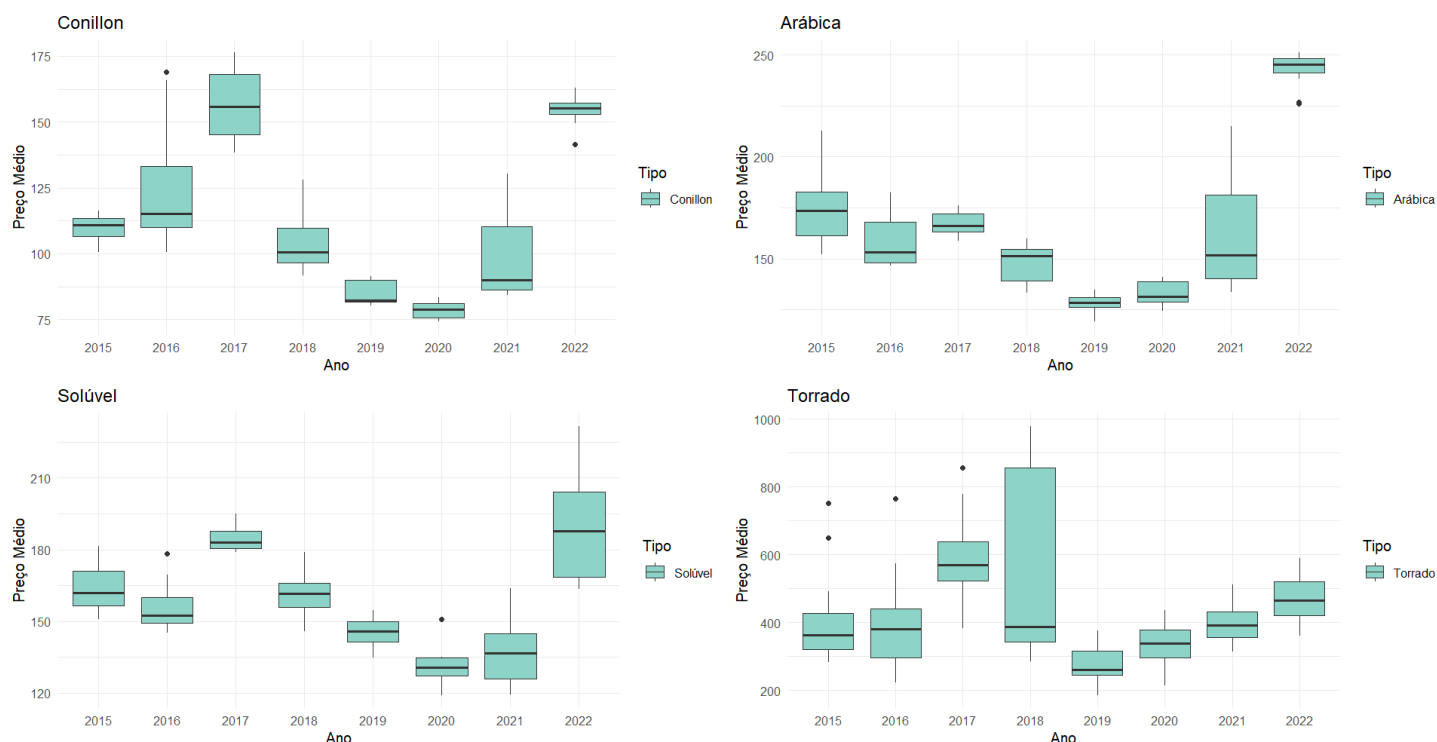 Conillon
175
150
125
100
75
Preço Médio
2015 2016 2017 2018 2019 2020 2021 2022
Ano
Tipo
Conillon
Arábica
250
200
150
Preço Médio
2015 2016 2017 2018 2019 2020 2021 2022
Ano
Tipo
Arábica
Solúvel
210
180
150
120
Preço Médio
2015 2016 2017 2018 2019 2020 2021 2022
Ano
Tipo
Solúvel
Torrado
1000
800
600
400
200
Preço Médio
2015 2016 2017 2018 2019 2020 2021 2022
Ano
Tipo
Torrado